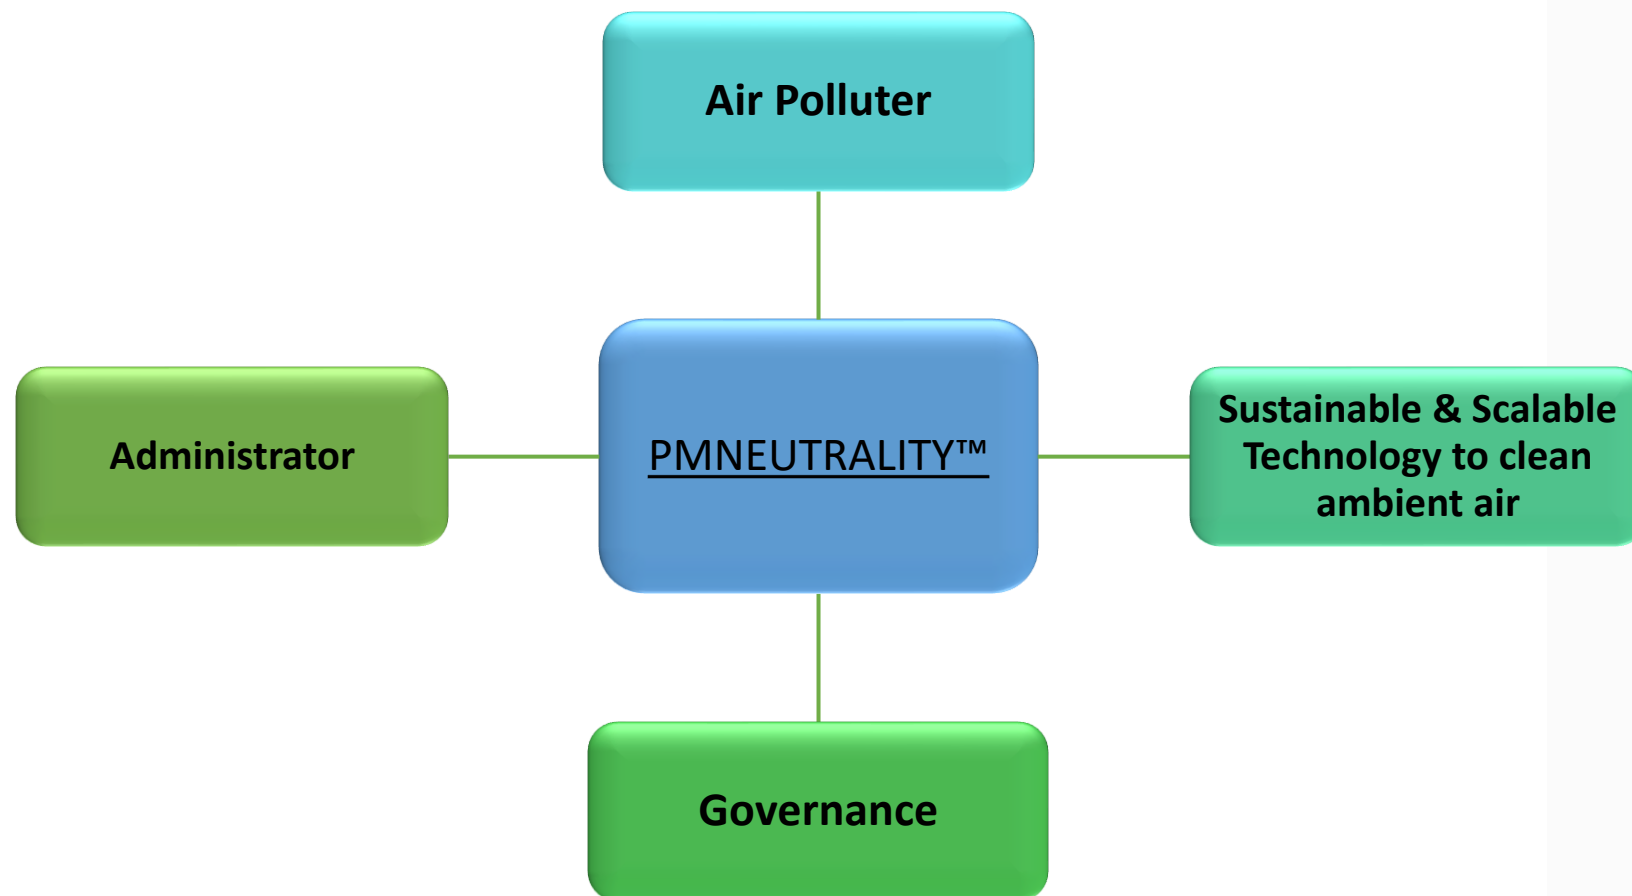 Air Polluter
Administrator
PMNEUTRALITY™
Sustainable & Scalable
Technology to clean
ambient air
Governance